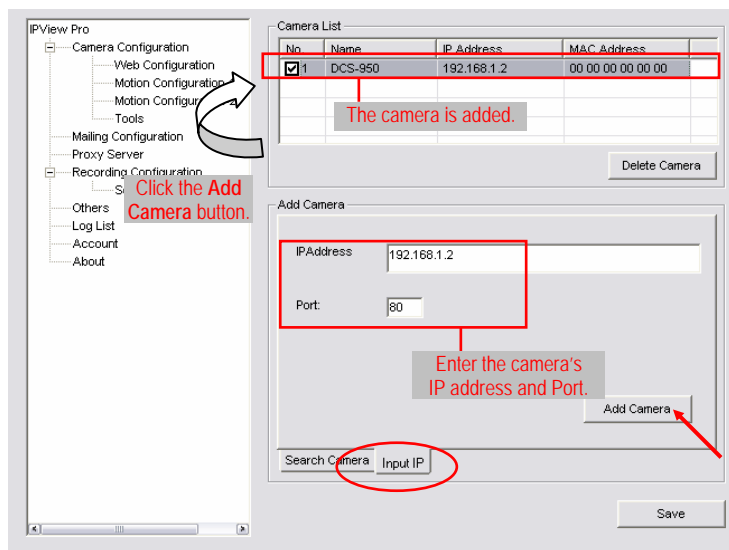 IPView Pro
Camera Configuration
Web Configuration
Motion Configuration
Motion Configur
Tools
Mailing Configuration
Proxy Server
Recording Configuration
S
Others
Log List
Account
About
Click the Add
Camera button.
Camera List
No. Name IP Address MAC Address
1 DCS-950 192.168.1.2 00 00 00 00 00 00
The camera is added.
Delete Camera
Add Camera
IPAddress 192.168.1.2
Port: 80
Enter the camera's
IP address and Port.
Add Camera
Search Camera Input IP
Save